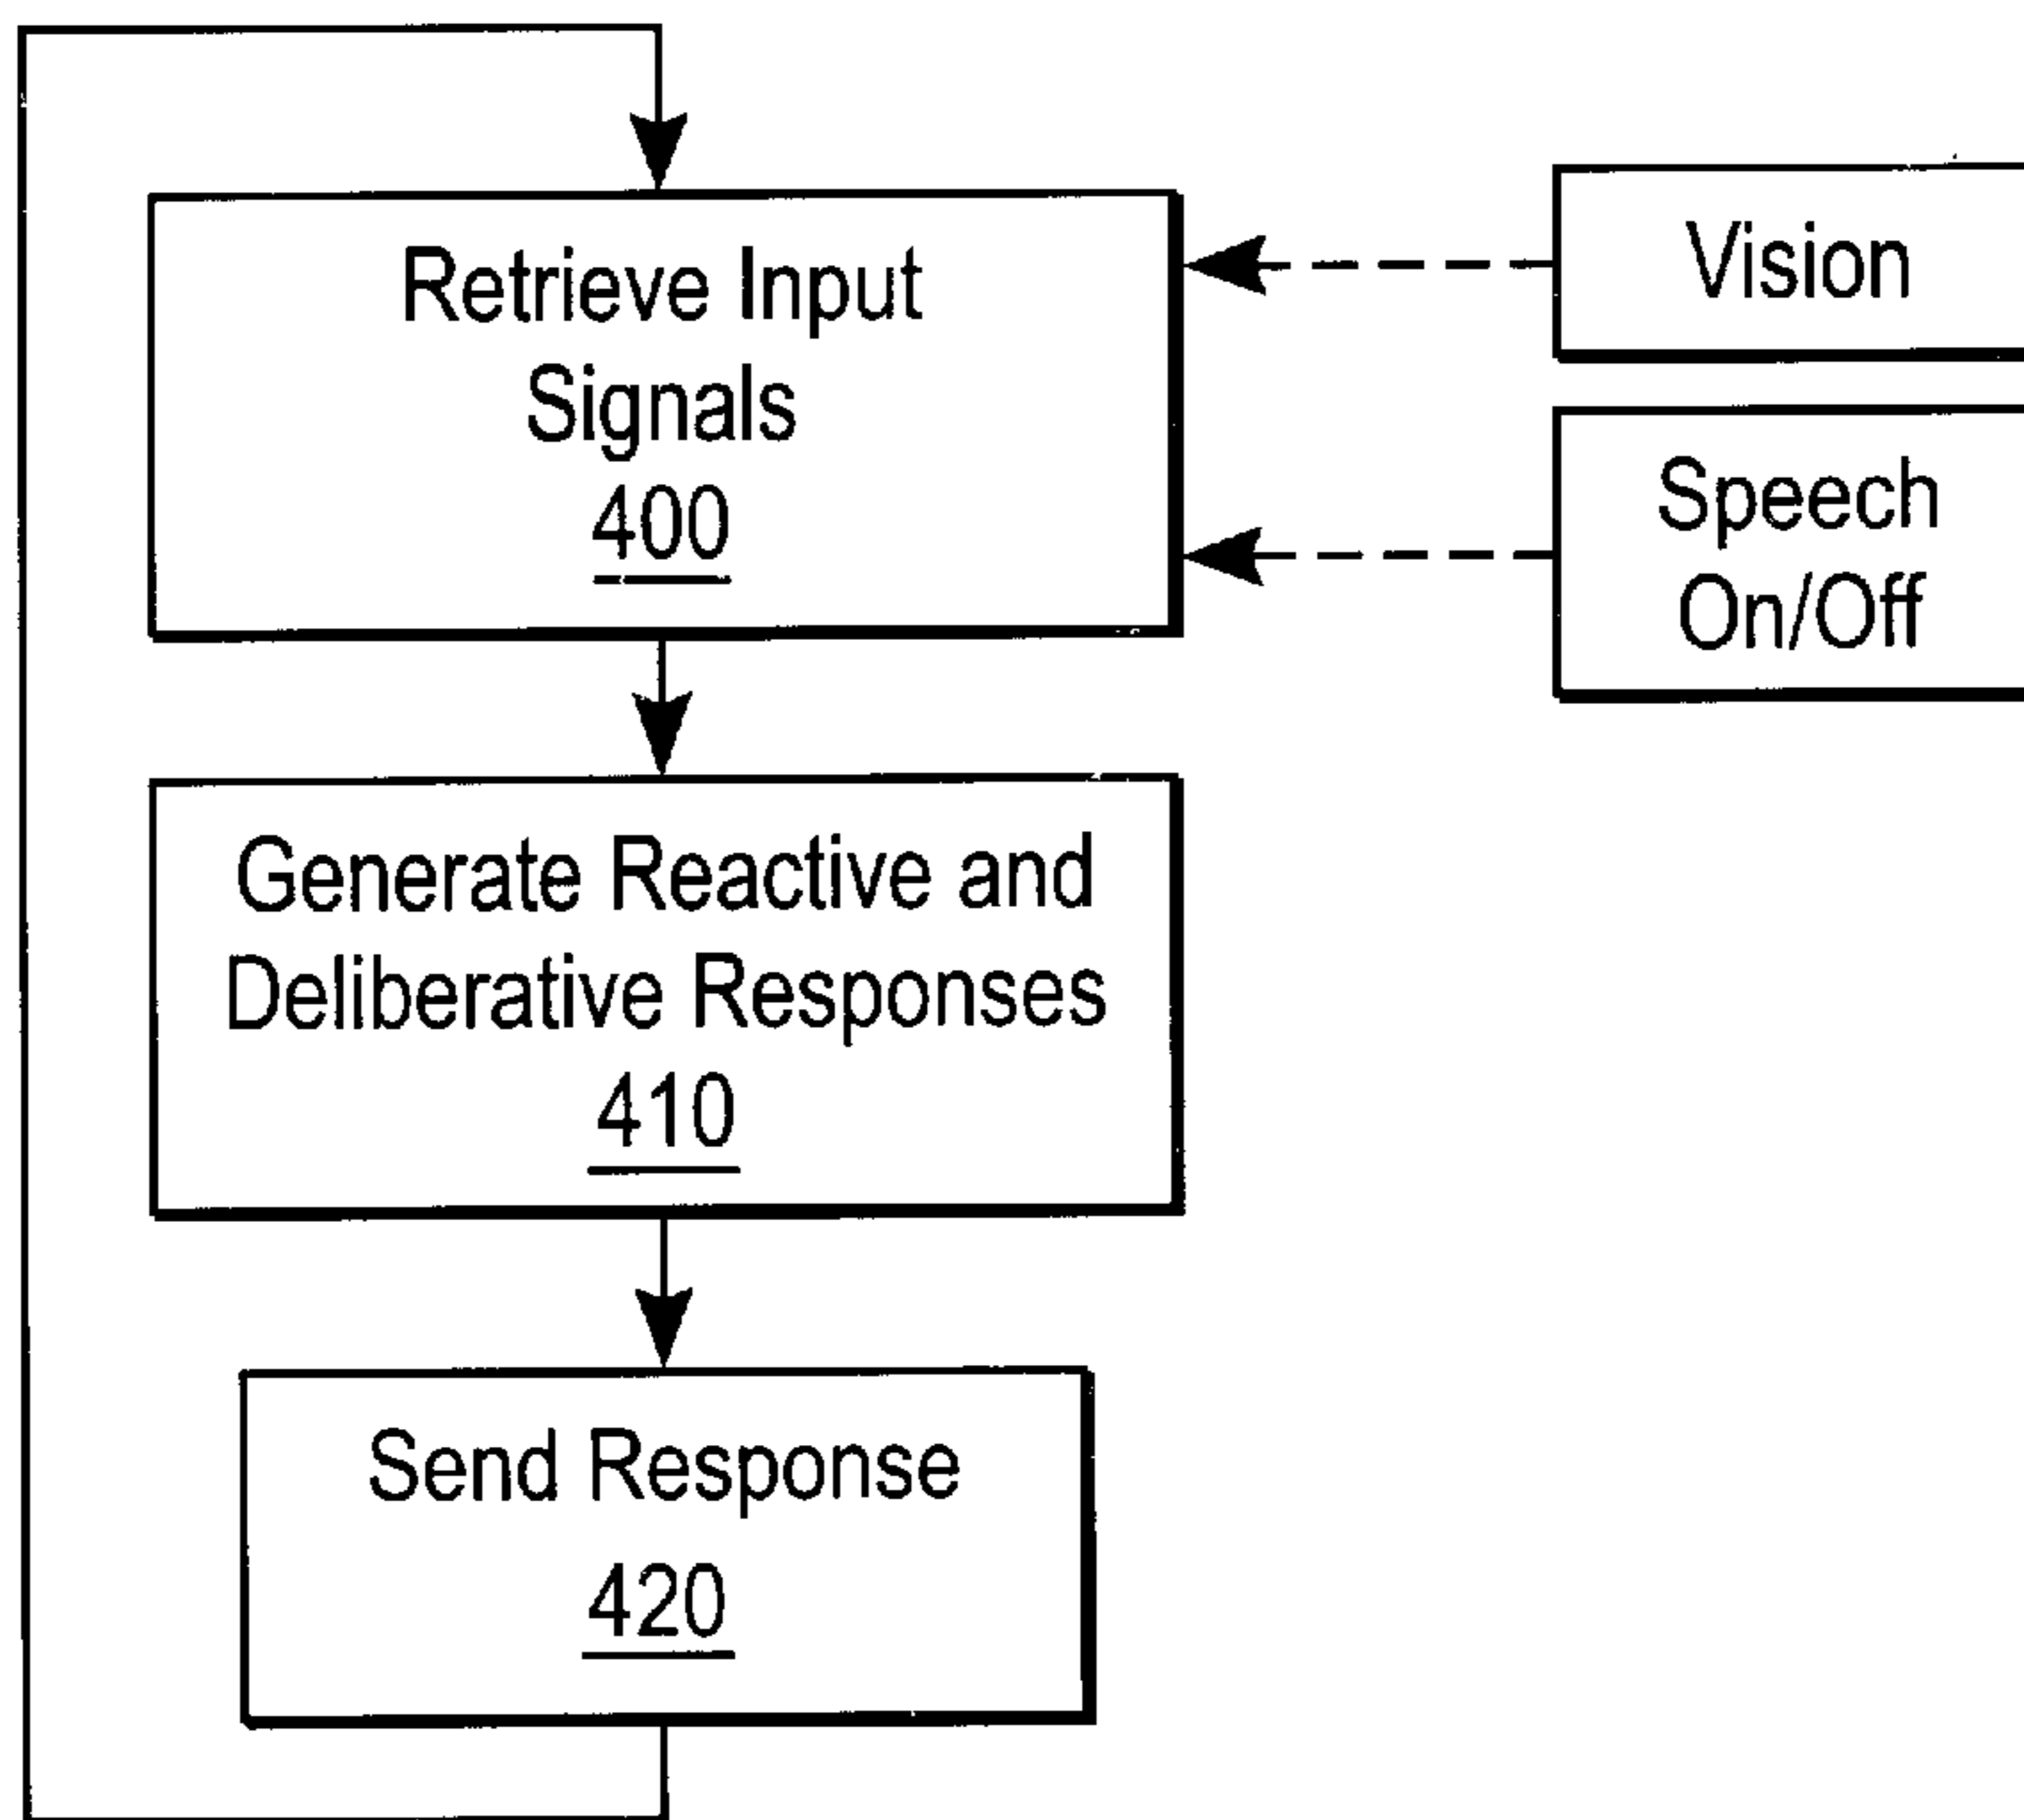 Retrieve Input
Signals
400
Vision
Speech
On/Off
Generate Reactive and
Deliberative Responses
410
Send Response
420